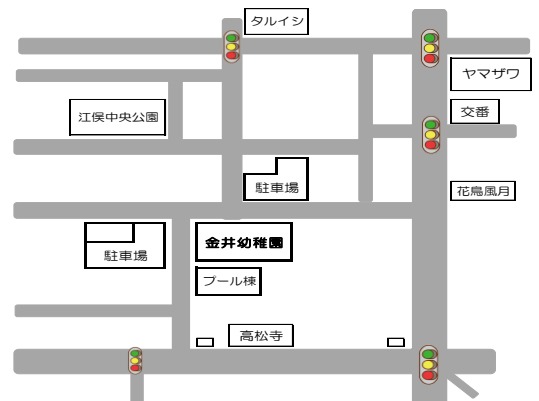 タルイシ
ヤマザワ
江俣中央公園
交番
駐車場
花鳥風月
駐車場
金井幼稚園
プール棟
高松寺